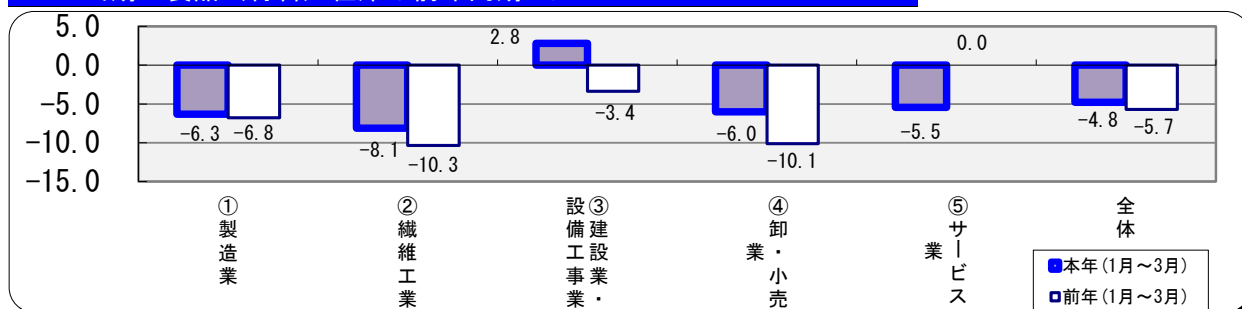 5.0
0.0
-5.0
-10.0
-15.0
-6.3
-6.8
-8.1
-10.3
2.8
-3.4
-6.0
-10.1
0.0
-5.5
-4.8
-5.7
①製造業
②繊維工業
③建設業・
設備工事業
④卸・小売
業
⑤サービス
業
全体
本年(1月～3月)
前年(1月～3月)